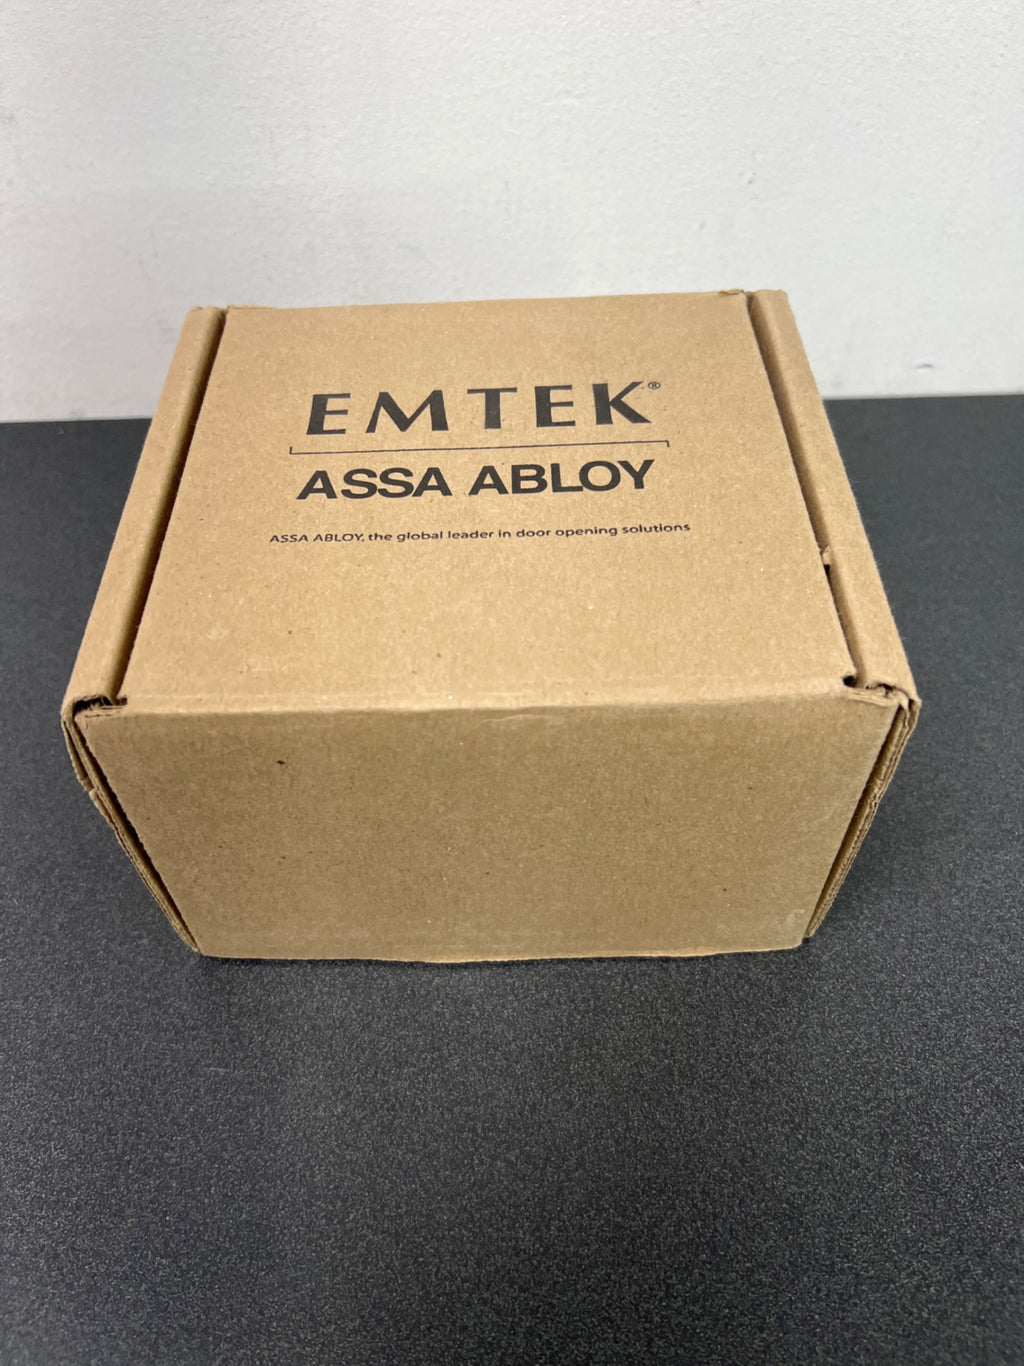 EMTEK®
ASSA ABLOY
ASSA ABLOY, the global leader in door opening solutions